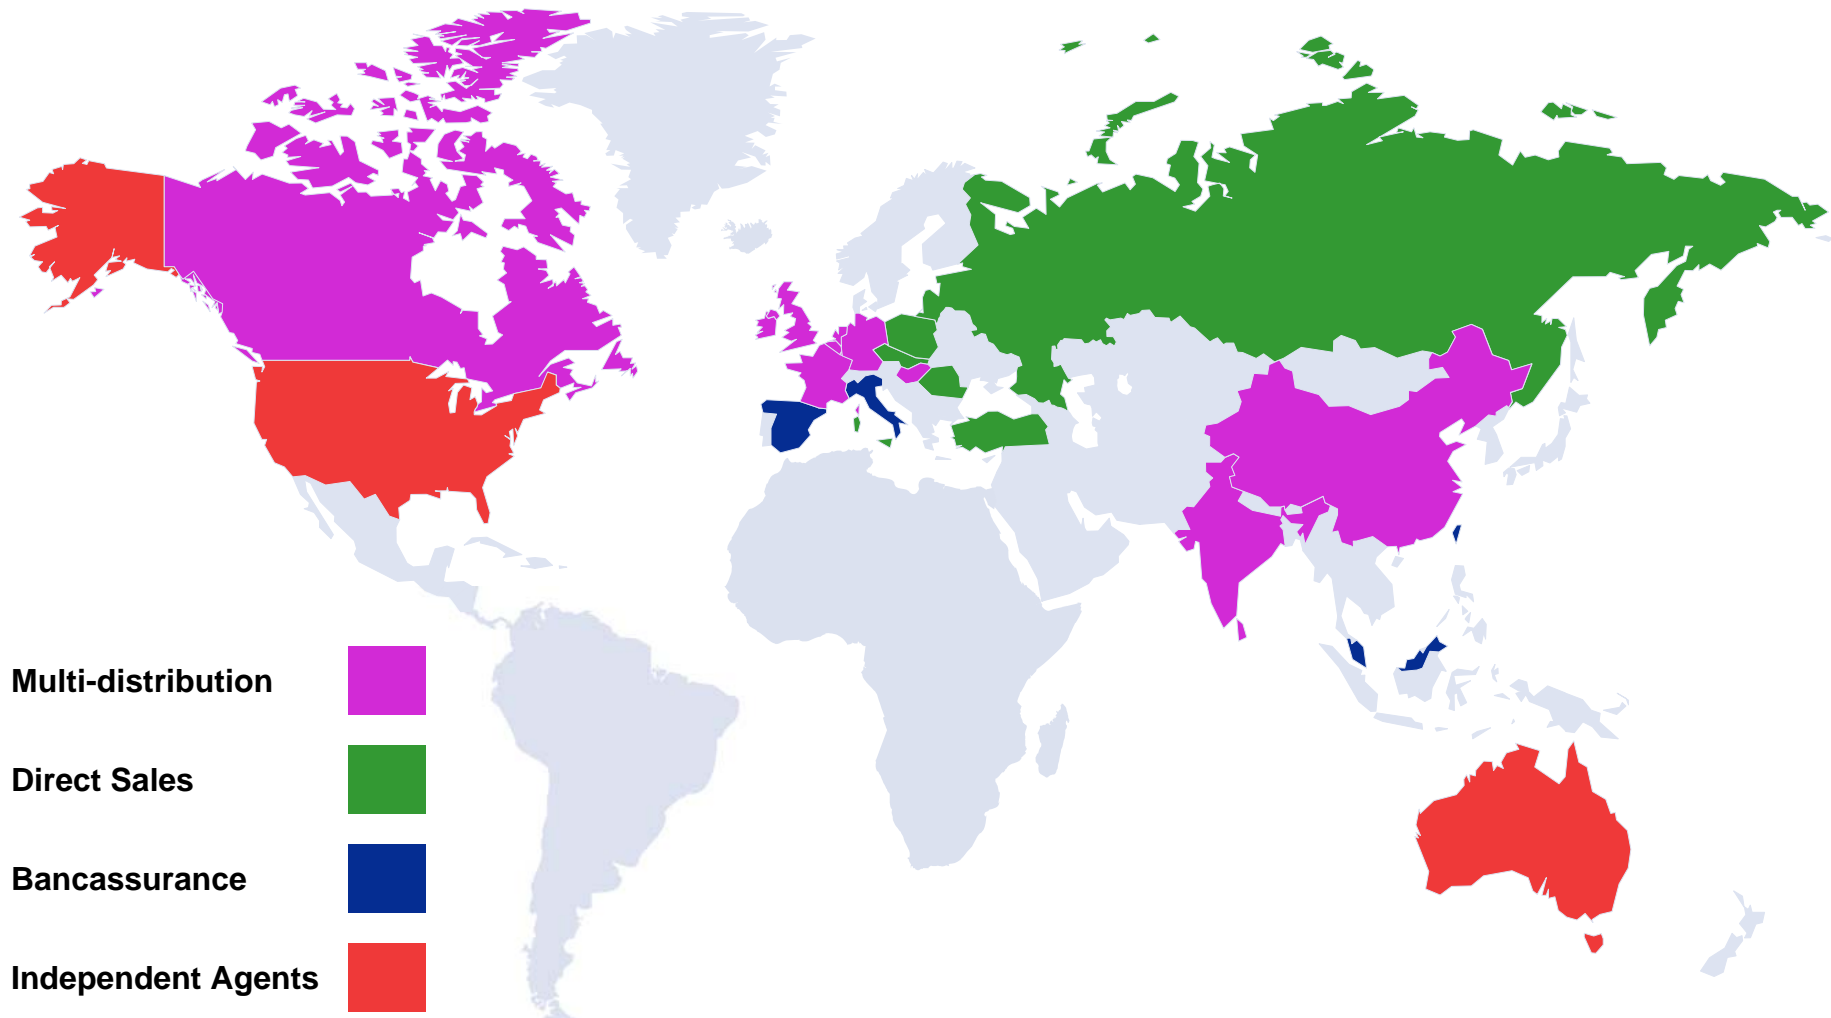 Multi-distribution
Direct Sales
Bancassurance
Independent Agents